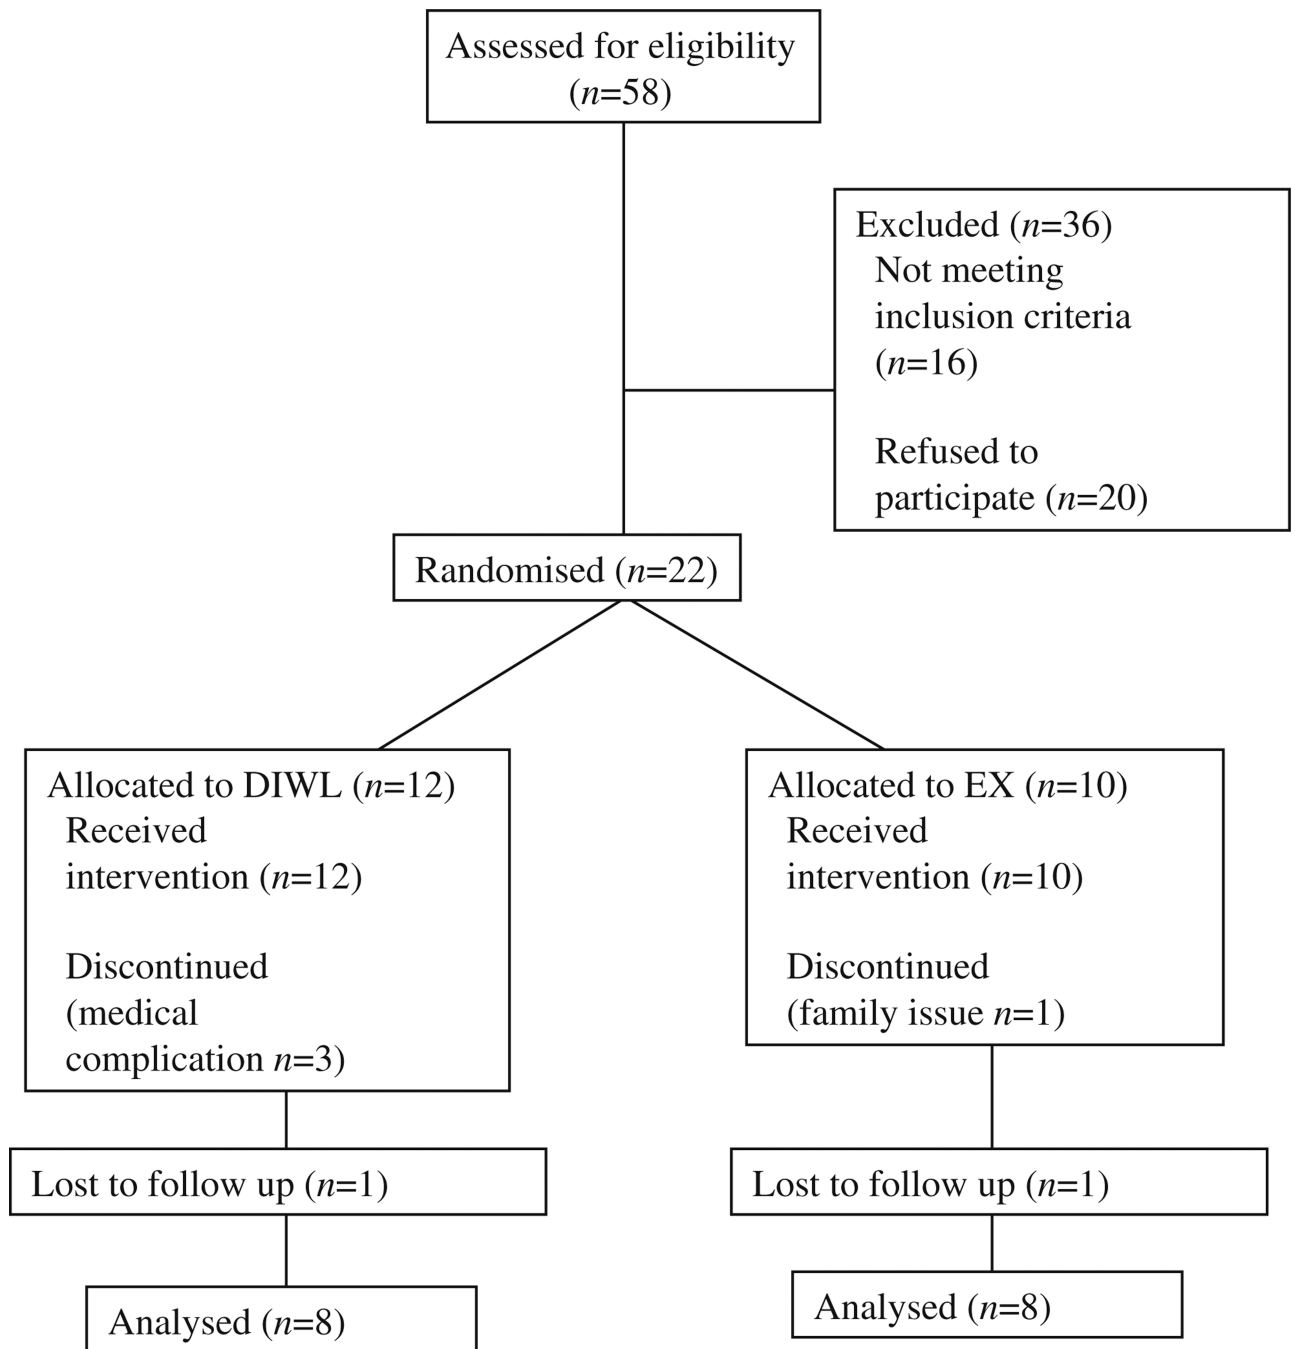 Assessed for eligibility
(n=58)
Excluded (n=36)
Not meeting
inclusion criteria
(n=16)
Refused to
participate (n=20)
Randomised (n=22)
Allocated to DIWL (n=12)
Received
intervention (n=12)
Discontinued
(medical
complication n=3)
Allocated to EX (n=10)
Received
intervention (n=10)
Discontinued
(family issue n=1)
Lost to follow up (n=1)
Lost to follow up (n=1)
Analysed (n=8)
Analysed (n=8)